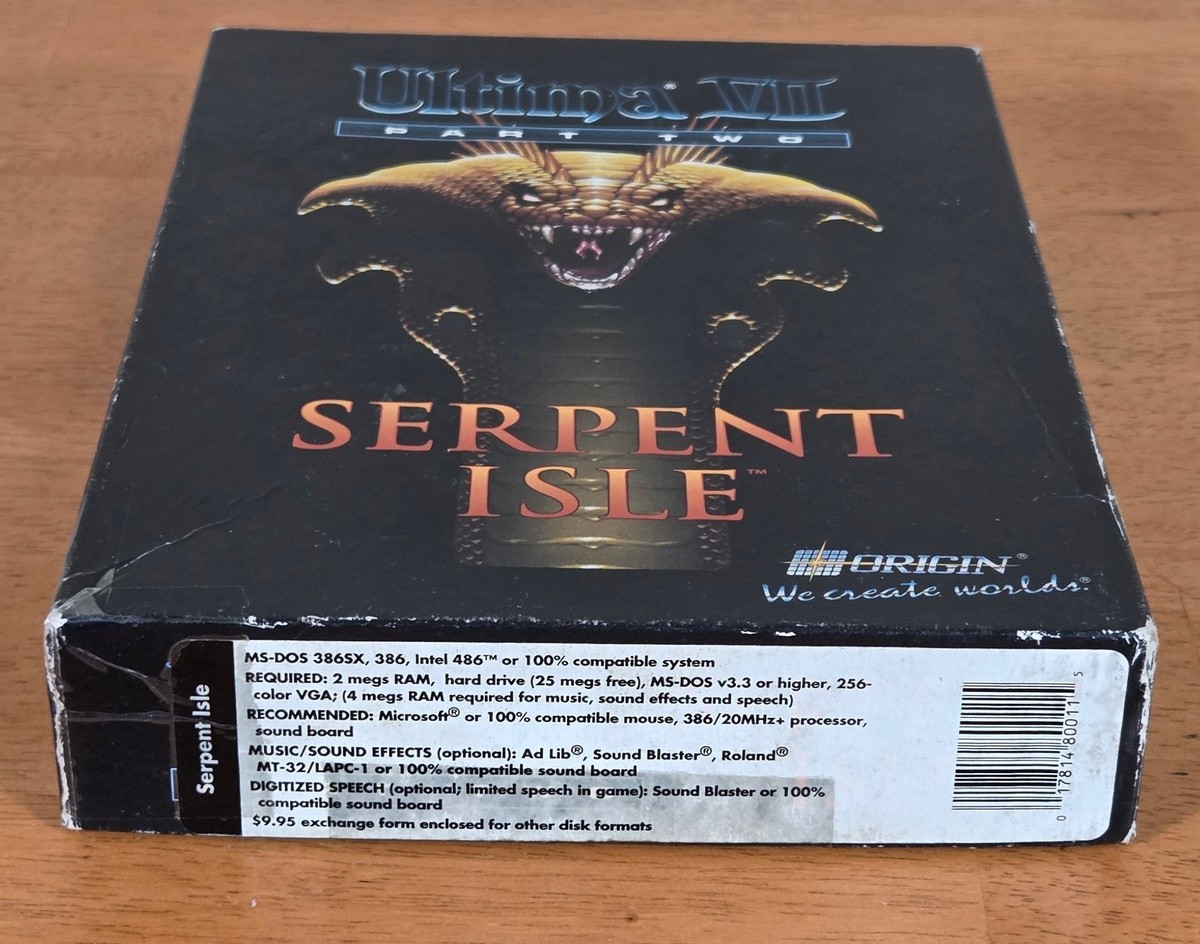 Ultima® VII
PART TWO
SERPENT
ISLE™
ORIGIN®
We create worlds.®
Serpent Isle
MS-DOS 386SX, 386, Intel 486™ or 100% compatible system
REQUIRED: 2 megs RAM, hard drive (25 megs free), MS-DOS v3.3 or higher, 256-
color VGA; (4 megs RAM required for music, sound effects and speech)
RECOMMENDED: Microsoft® or 100% compatible mouse, 386/20MHz+ processor,
sound board
MUSIC/SOUND EFFECTS (optional): Ad Lib®, Sound Blaster®, Roland®
MT-32/LAPC-1 or 100% compatible sound board
DIGITIZED SPEECH (optional; limited speech in game): Sound Blaster or 100%
compatible sound board
$9.95 exchange form enclosed for other disk formats
0 17814 80011 5